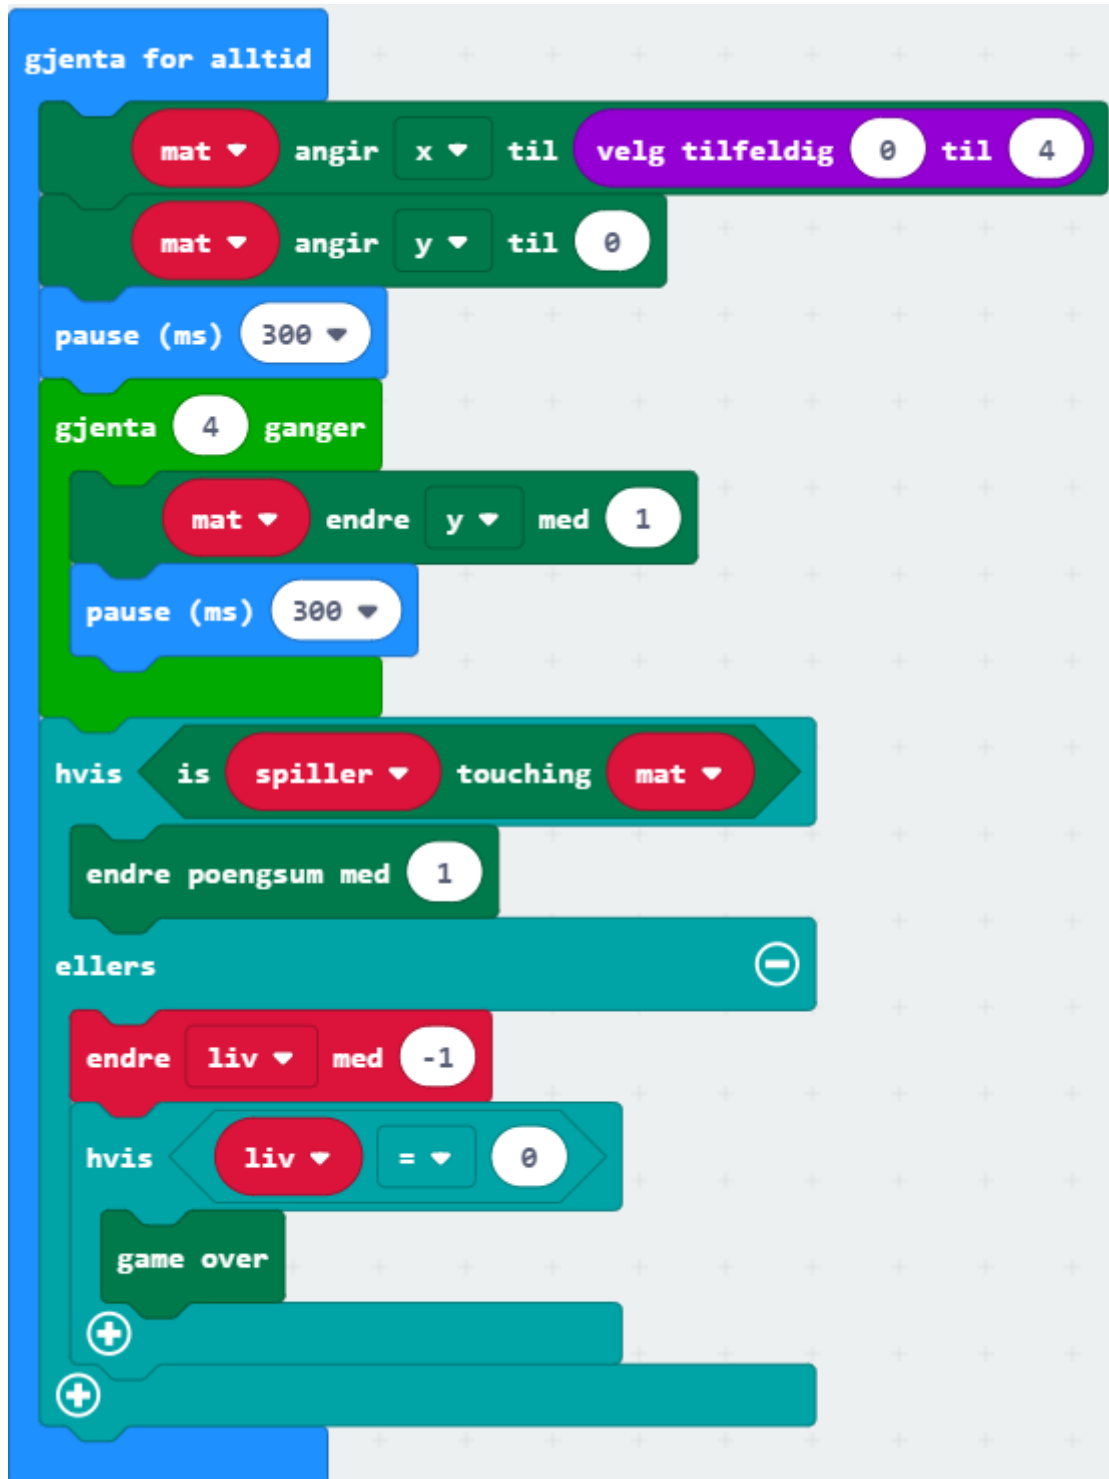 gjenta for alltid
mat angir x til velg tilfeldig 0 til 4
mat angir y til 0
pause (ms) 300
gjenta 4 ganger
mat endre y med 1
pause (ms) 300
hvis is spiller touching mat
endre poengsum med 1
ellers
endre liv med -1
hvis liv = 0
game over